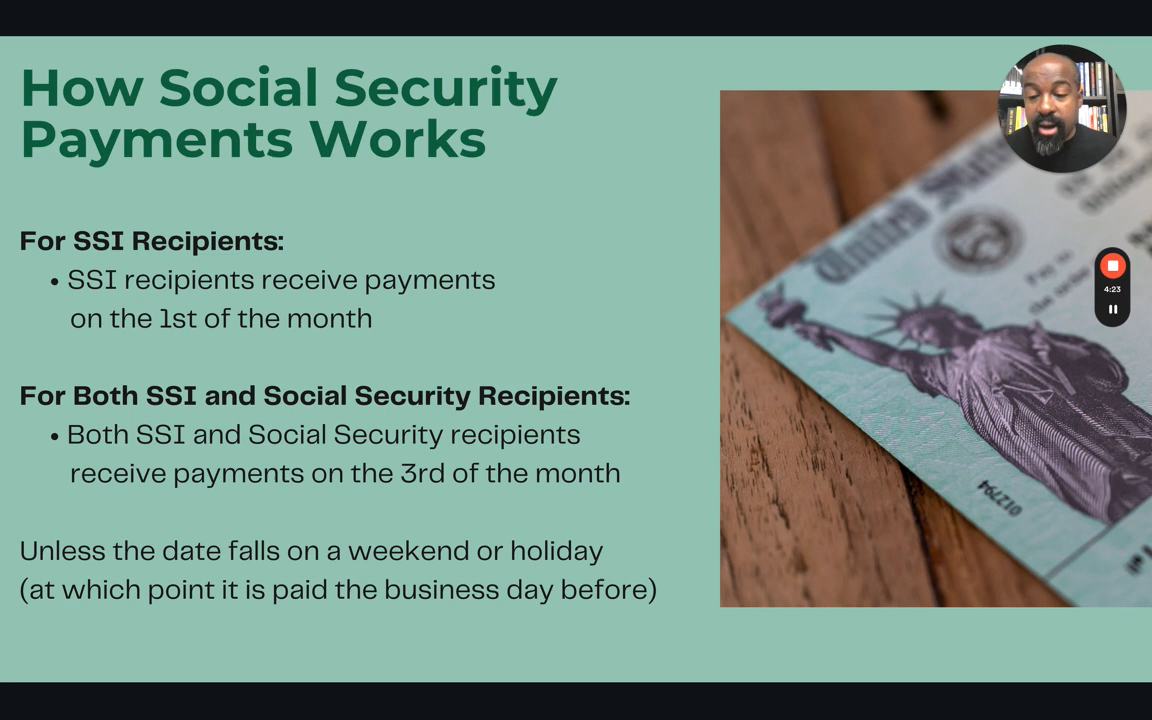 How Social Security
Payments Works
For SSI Recipients:
• SSI recipients receive payments
on the 1st of the month
For Both SSI and Social Security Recipients:
• Both SSI and Social Security recipients
receive payments on the 3rd of the month
Unless the date falls on a weekend or holiday
(at which point it is paid the business day before)
United States
012794
4:23